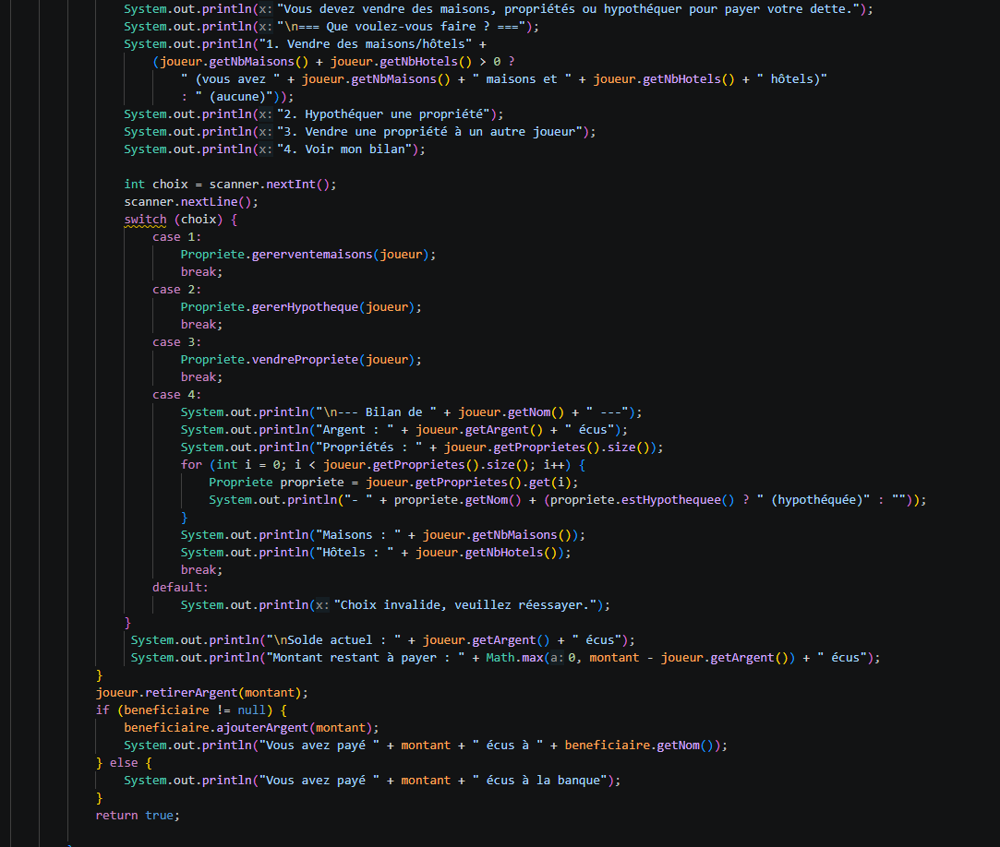 System.out.println(x: "Vous devez vendre des maisons, propriétés ou hypothéquer pour payer votre dette.");
System.out.println(x: "\n=== Que voulez-vous faire ? ===");
System.out.println("1. Vendre des maisons/hôtels" +
(joueur.getNbMaisons() + joueur.getNbHotels() > 0 ?
" (vous avez " + joueur.getNbMaisons() + " maisons et " + joueur.getNbHotels() + " hôtels)"
: " (aucune)"));
System.out.println(x: "2. Hypothéquer une propriété");
System.out.println(x: "3. Vendre une propriété à un autre joueur");
System.out.println(x: "4. Voir mon bilan");
int choix = scanner.nextInt();
scanner.nextLine();
switch (choix) {
case 1:
Propriete.gererventemaisons(joueur);
break;
case 2:
Propriete.gererHypotheque(joueur);
break;
case 3:
Propriete.vendrePropriete(joueur);
break;
case 4:
System.out.println("\n--- Bilan de " + joueur.getNom() + " ---");
System.out.println("Argent : " + joueur.getArgent() + " écus");
System.out.println("Propriétés : " + joueur.getProprietes().size());
for (int i = 0; i < joueur.getProprietes().size(); i++) {
Propriete propriete = joueur.getProprietes().get(i);
System.out.println("- " + propriete.getNom() + (propriete.estHypothequee() ? " (hypothéquée)" : ""));
}
System.out.println("Maisons : " + joueur.getNbMaisons());
System.out.println("Hôtels : " + joueur.getNbHotels());
break;
default:
System.out.println(x: "Choix invalide, veuillez réessayer.");
}
System.out.println("\nSolde actuel : " + joueur.getArgent() + " écus");
System.out.println("Montant restant à payer : " + Math.max(a: 0, montant - joueur.getArgent()) + " écus");
}
joueur.retirerArgent(montant);
if (beneficiaire != null) {
beneficiaire.ajouterArgent(montant);
System.out.println("Vous avez payé " + montant + " écus à " + beneficiaire.getNom());
} else {
System.out.println("Vous avez payé " + montant + " écus à la banque");
}
return true;